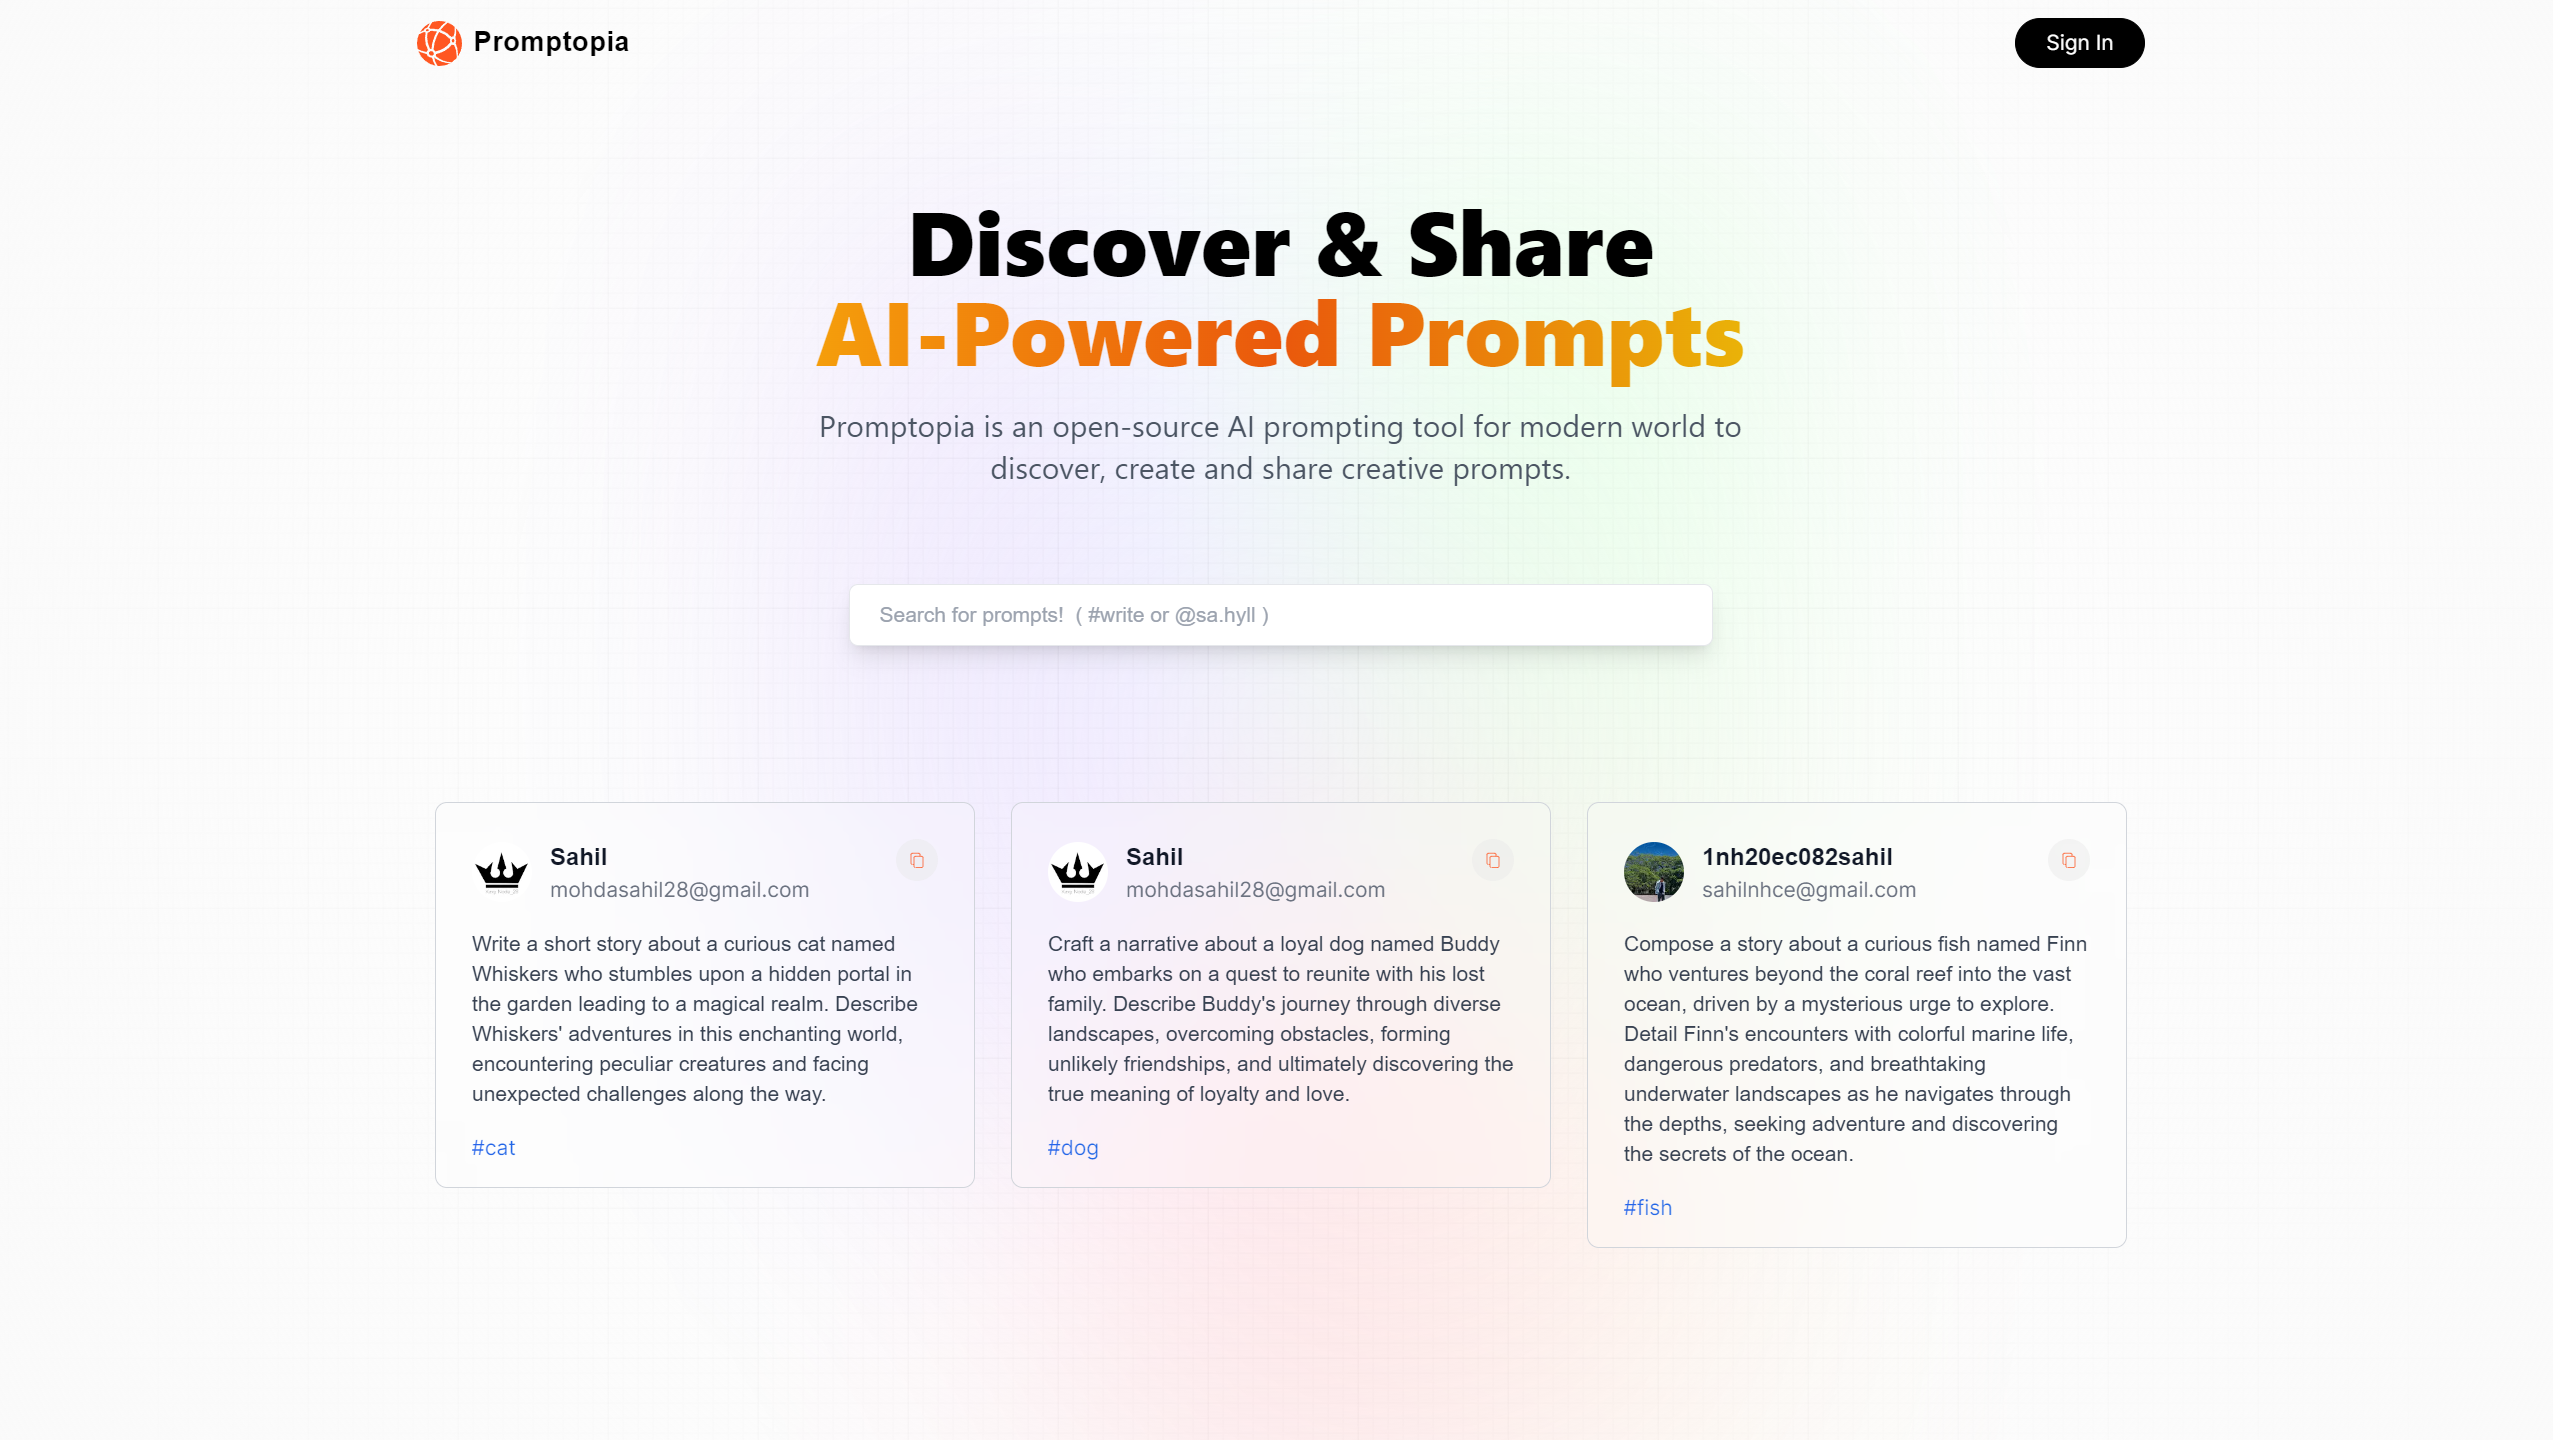 Promptopia
Sign In
Discover & Share
AI-Powered Prompts
Promptopia is an open-source AI prompting tool for modern world to
discover, create and share creative prompts.
Search for prompts!  ( #write or @sa.hyll )
Sahil
mohdasahil28@gmail.com
Write a short story about a curious cat named
Whiskers who stumbles upon a hidden portal in
the garden leading to a magical realm. Describe
Whiskers' adventures in this enchanting world,
encountering peculiar creatures and facing
unexpected challenges along the way.
#cat
Sahil
mohdasahil28@gmail.com
Craft a narrative about a loyal dog named Buddy
who embarks on a quest to reunite with his lost
family. Describe Buddy's journey through diverse
landscapes, overcoming obstacles, forming
unlikely friendships, and ultimately discovering the
true meaning of loyalty and love.
#dog
1nh20ec082sahil
sahilnhce@gmail.com
Compose a story about a curious fish named Finn
who ventures beyond the coral reef into the vast
ocean, driven by a mysterious urge to explore.
Detail Finn's encounters with colorful marine life,
dangerous predators, and breathtaking
underwater landscapes as he navigates through
the depths, seeking adventure and discovering
the secrets of the ocean.
#fish